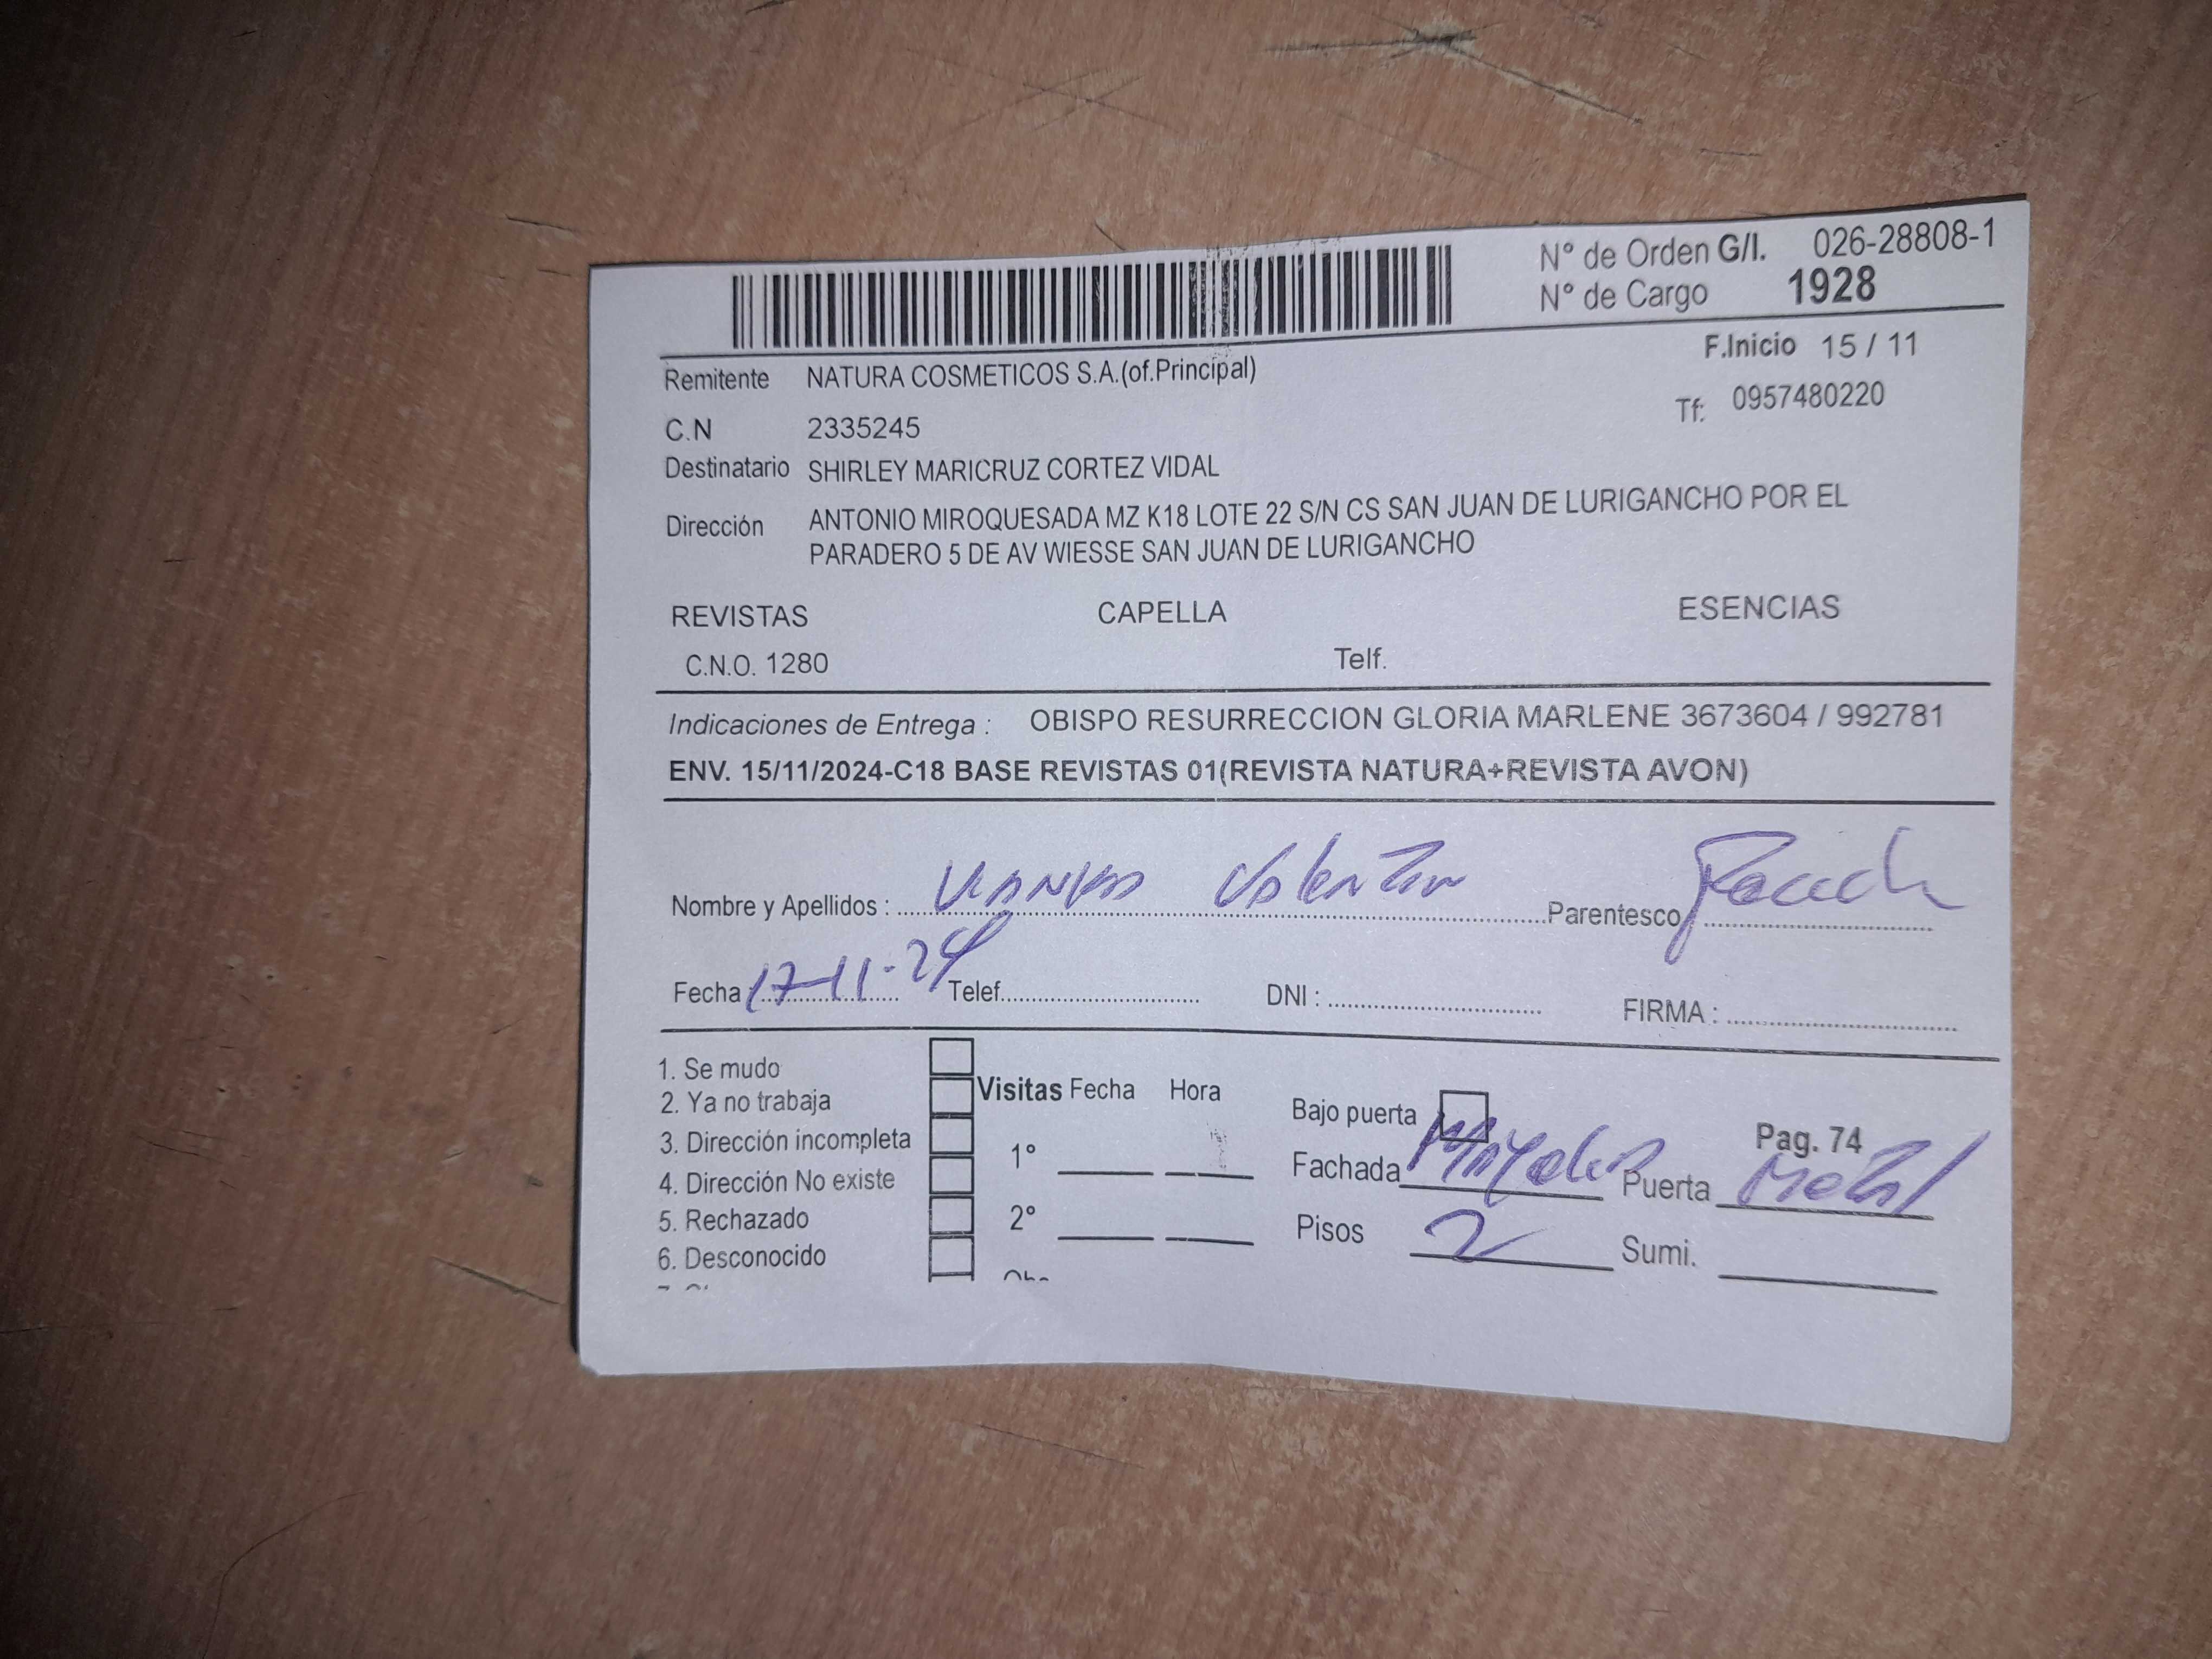 N° de Orden G/I. 026-28808-1
N° de Cargo 1928
F.Inicio 15 / 11
Remitente NATURA COSMETICOS S.A.(of.Principal)
Tf: 0957480220
C.N 2335245
Destinatario SHIRLEY MARICRUZ CORTEZ VIDAL
Dirección ANTONIO MIROQUESADA MZ K18 LOTE 22 S/N CS SAN JUAN DE LURIGANCHO POR EL
PARADERO 5 DE AV WIESSE SAN JUAN DE LURIGANCHO
REVISTAS CAPELLA ESENCIAS
C.N.O. 1280 Telf.
Indicaciones de Entrega : OBISPO RESURRECCION GLORIA MARLENE 3673604 / 992781
ENV. 15/11/2024-C18 BASE REVISTAS 01(REVISTA NATURA+REVISTA AVON)
Nombre y Apellidos : Valentin Parentesco
Fecha : 17-11-24 Telef. DNI : FIRMA :
1. Se mudo
2. Ya no trabaja
3. Dirección incompleta
4. Dirección No existe
5. Rechazado
6. Desconocido
Visitas Fecha Hora
1°
2°
Bajo puerta Pag. 74
Fachada Puerta Metal
Pisos 2 Sumi.